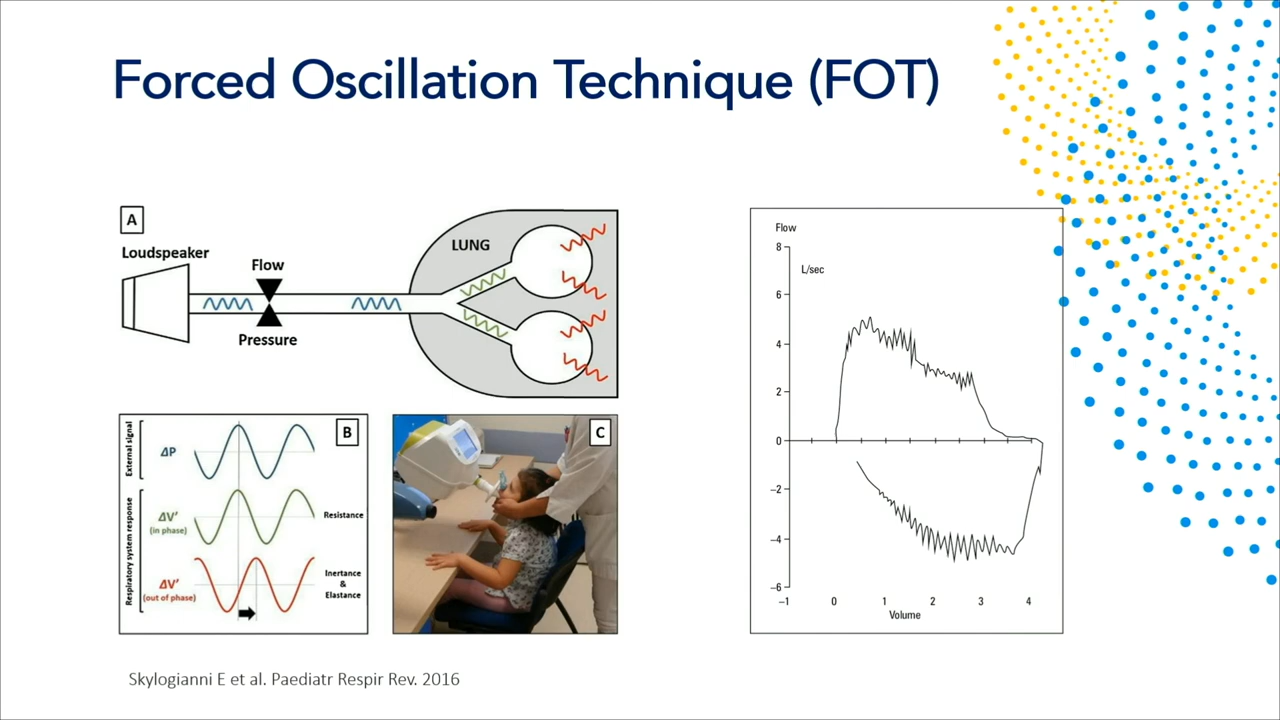 Forced Oscillation Technique (FOT)
A
Loudspeaker
Flow
Pressure
LUNG
B
External signal
ΔP
Respiratory system response
ΔV'
(in phase)
Resistance
ΔV'
(out of phase)
Inertance
&
Elastance
C
Flow
8
L/sec
6
4
2
0
−2
−4
−6
−1 0 1 2 3 4
Volume
Skylogianni E et al. Paediatr Respir Rev. 2016